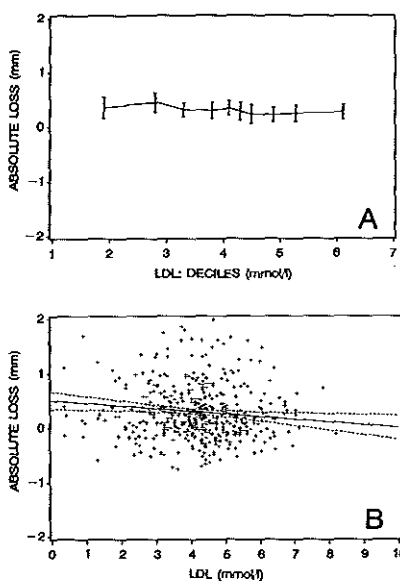 2
1
0
−1
−2
ABSOLUTE LOSS (mm)
1 2 3 4 5 6 7
LDL: DECILES (mmol/l)
A
2
1
0
−1
−2
ABSOLUTE LOSS (mm)
0 1 2 3 4 5 6 7 8 9 10
LDL (mmol/l)
B